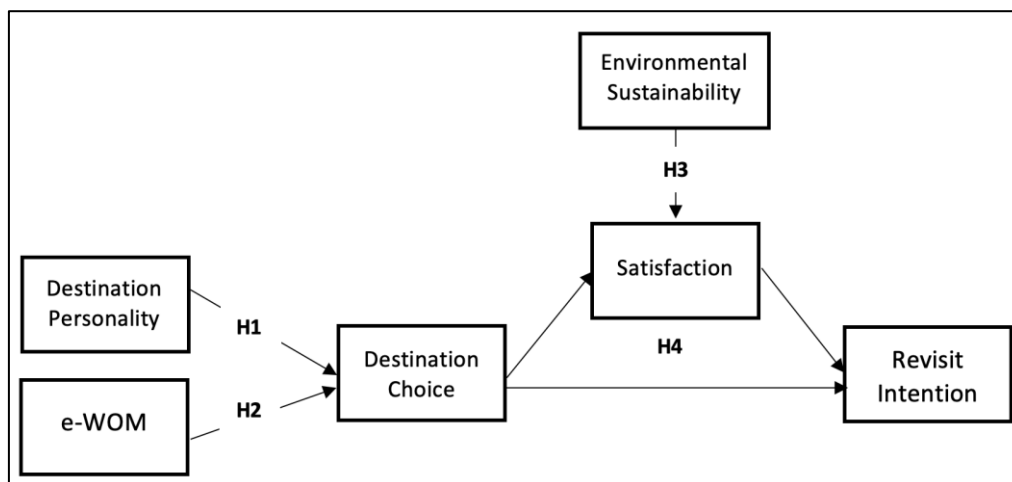 Environmental
Sustainability
H3
Satisfaction
Destination
Personality
H1
H4
Destination
Choice
Revisit
Intention
e-WOM
H2